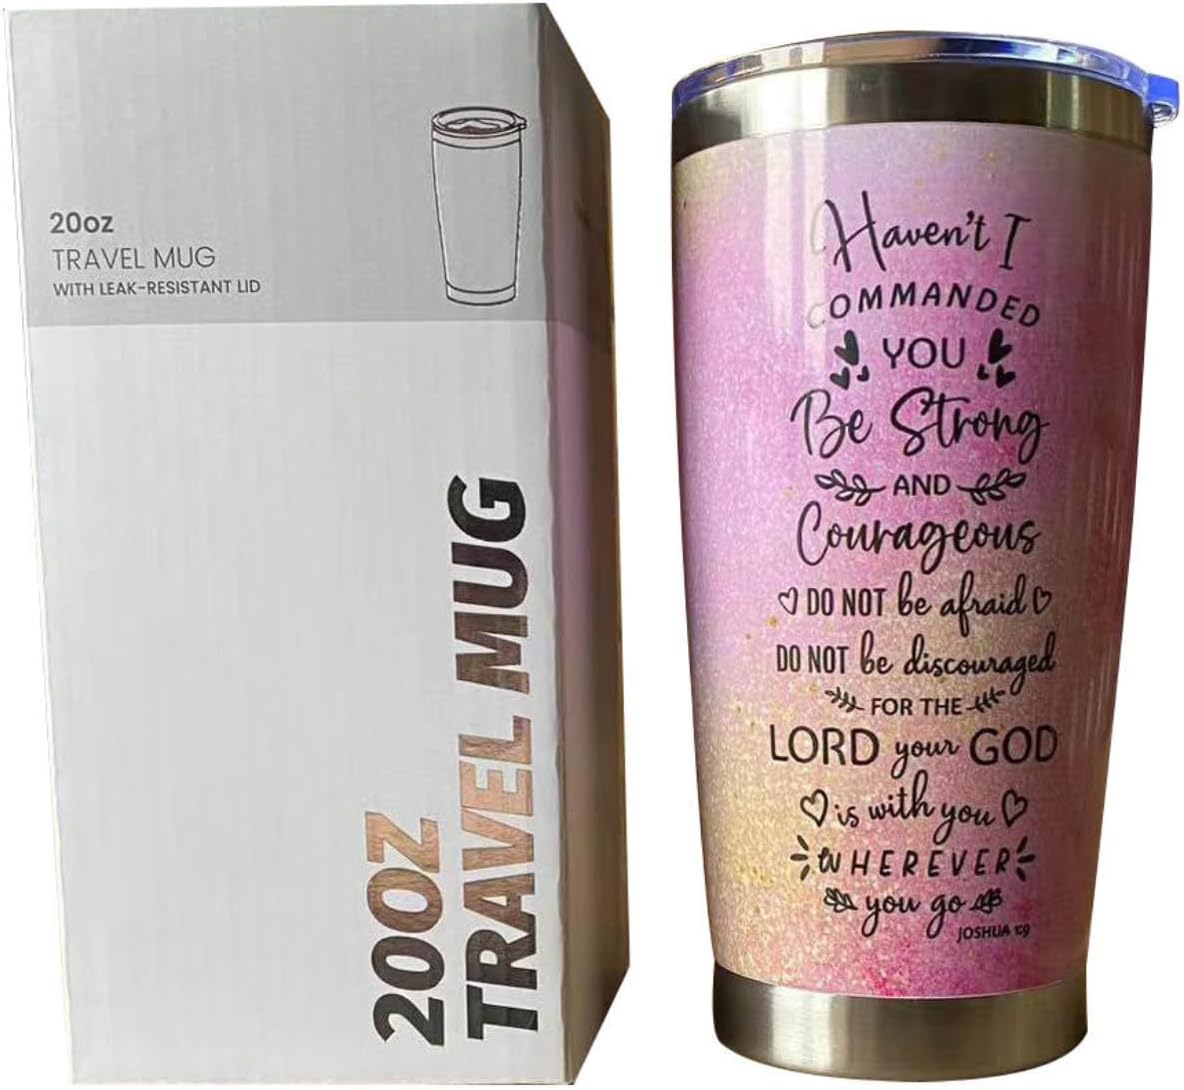 20oz
TRAVEL MUG
WITH LEAK-RESISTANT LID
20OZ
TRAVEL MUG
Haven't I
COMMANDED
YOU
Be Strong
AND
Courageous
DO NOT be afraid
DO NOT be discouraged
FOR THE
LORD your GOD
is with you
WHEREVER
you go
JOSHUA 1:9